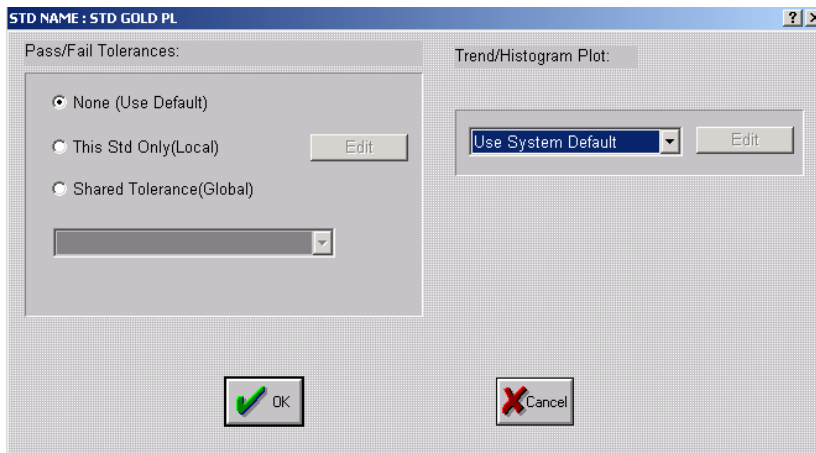 STD NAME : STD GOLD PL
Pass/Fail Tolerances:
None (Use Default)
This Std Only(Local)
Edit
Shared Tolerance(Global)
Trend/Histogram Plot:
Use System Default
Edit
OK
Cancel